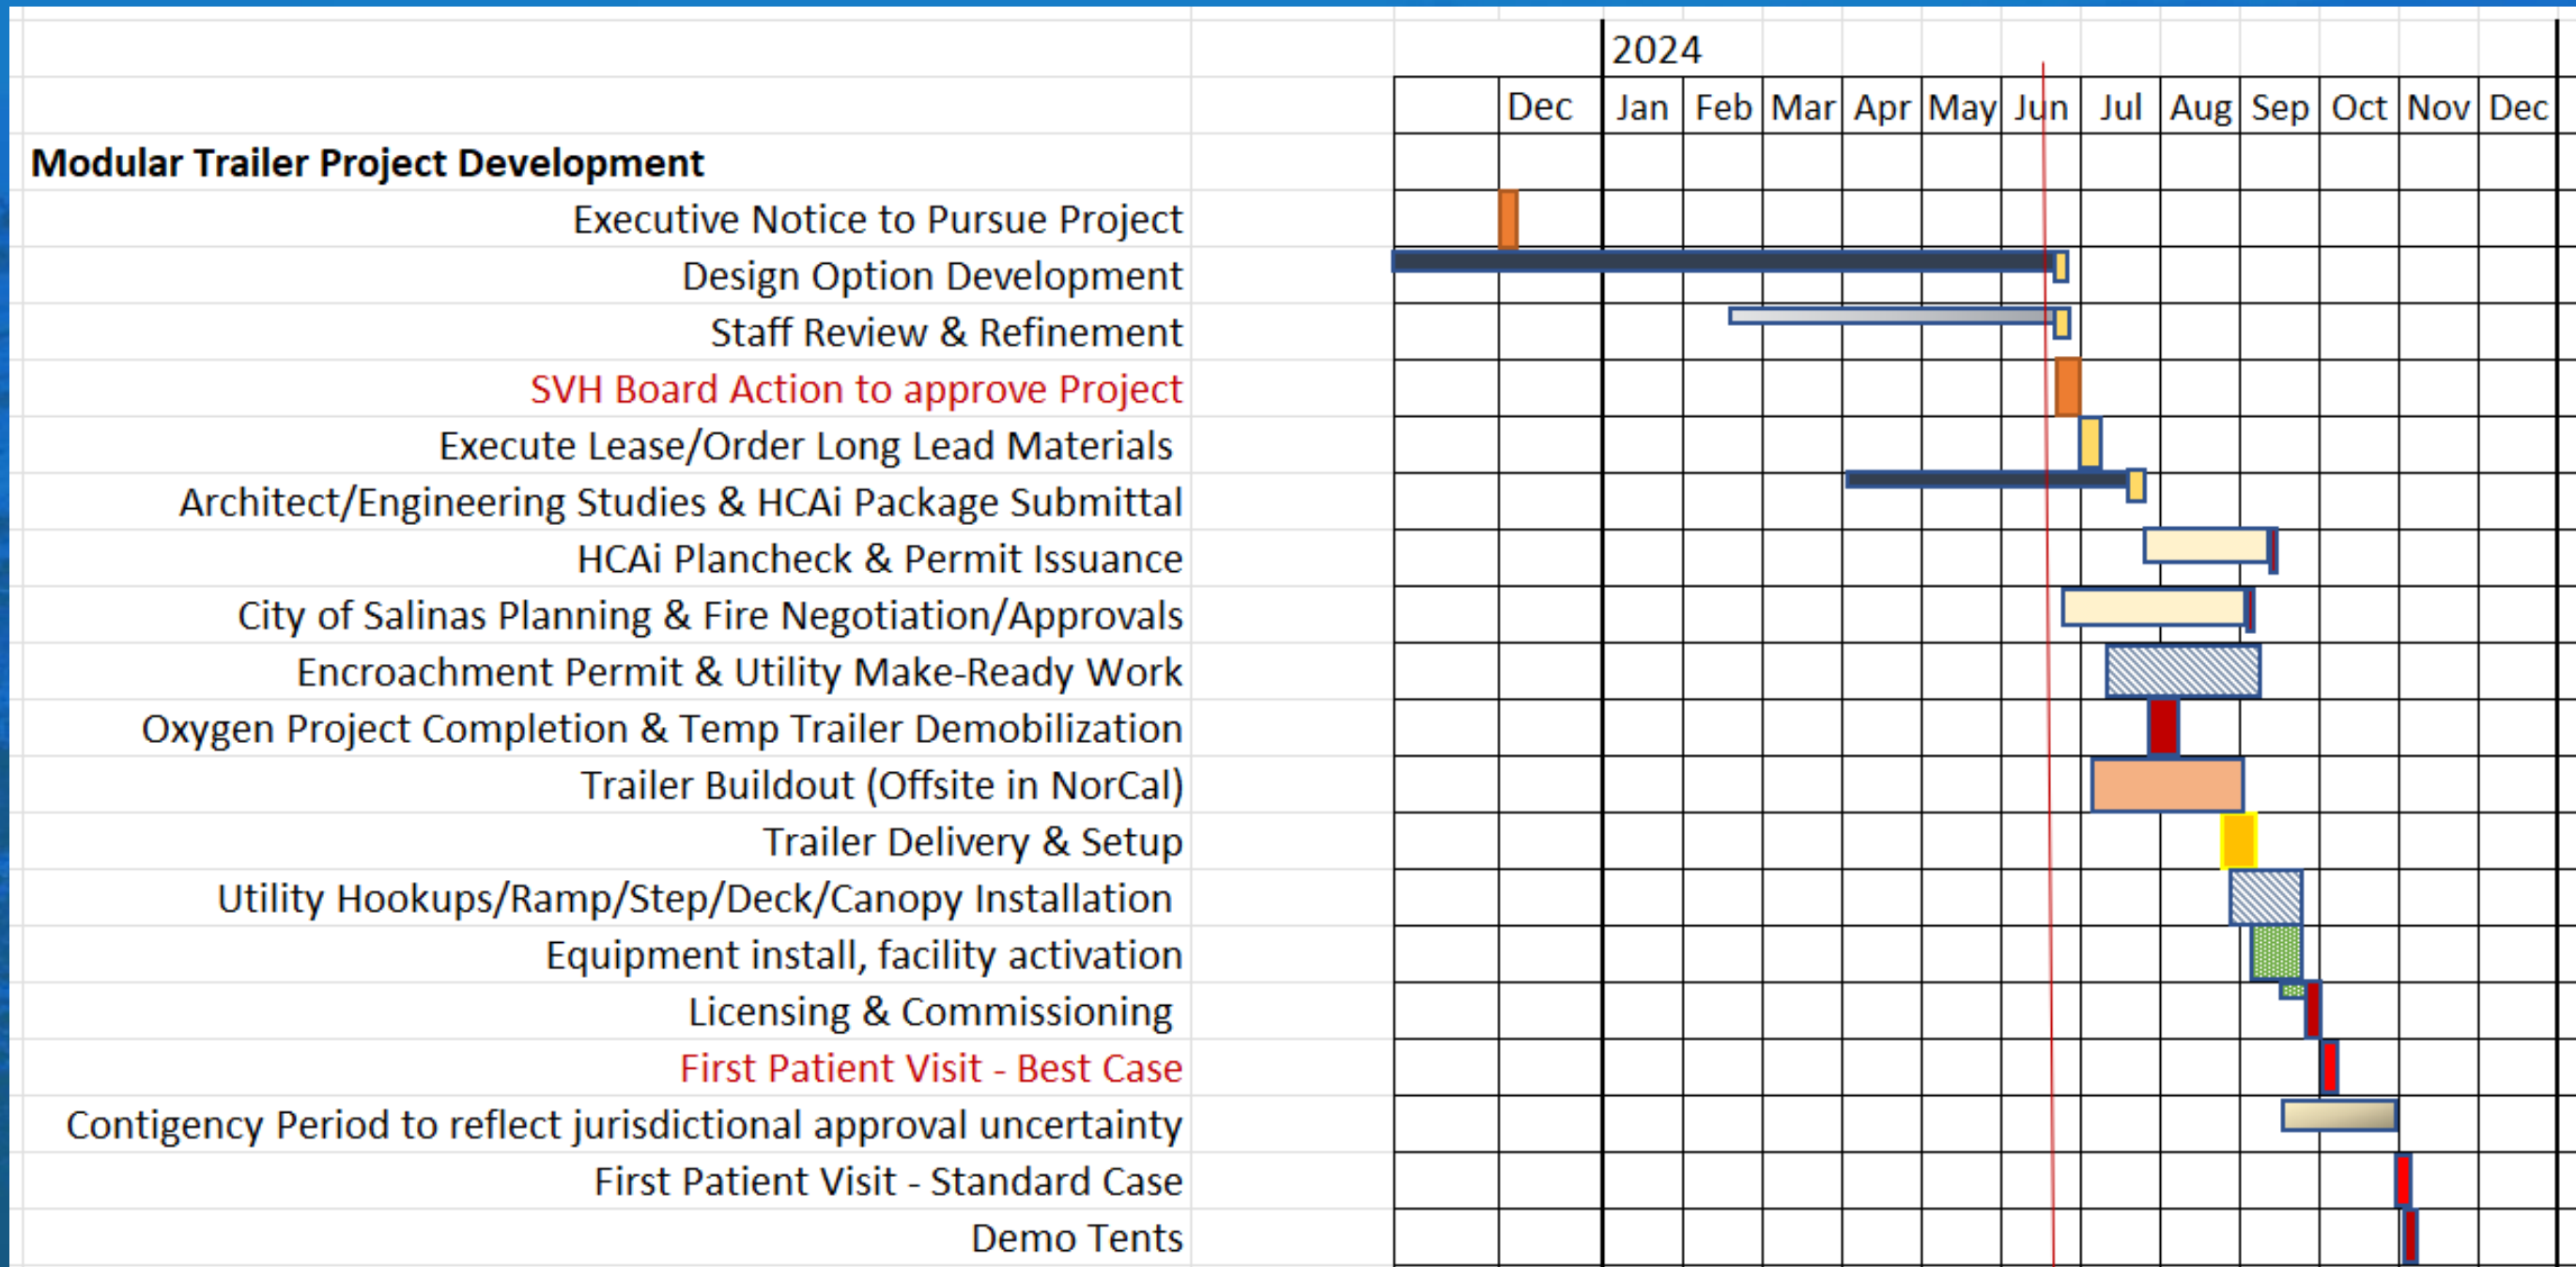 2024
Dec Jan Feb Mar Apr May Jun Jul Aug Sep Oct Nov Dec
Modular Trailer Project Development
Executive Notice to Pursue Project
Design Option Development
Staff Review & Refinement
SVH Board Action to approve Project
Execute Lease/Order Long Lead Materials
Architect/Engineering Studies & HCAi Package Submittal
HCAi Plancheck & Permit Issuance
City of Salinas Planning & Fire Negotiation/Approvals
Encroachment Permit & Utility Make-Ready Work
Oxygen Project Completion & Temp Trailer Demobilization
Trailer Buildout (Offsite in NorCal)
Trailer Delivery & Setup
Utility Hookups/Ramp/Step/Deck/Canopy Installation
Equipment install, facility activation
Licensing & Commissioning
First Patient Visit - Best Case
Contigency Period to reflect jurisdictional approval uncertainty
First Patient Visit - Standard Case
Demo Tents